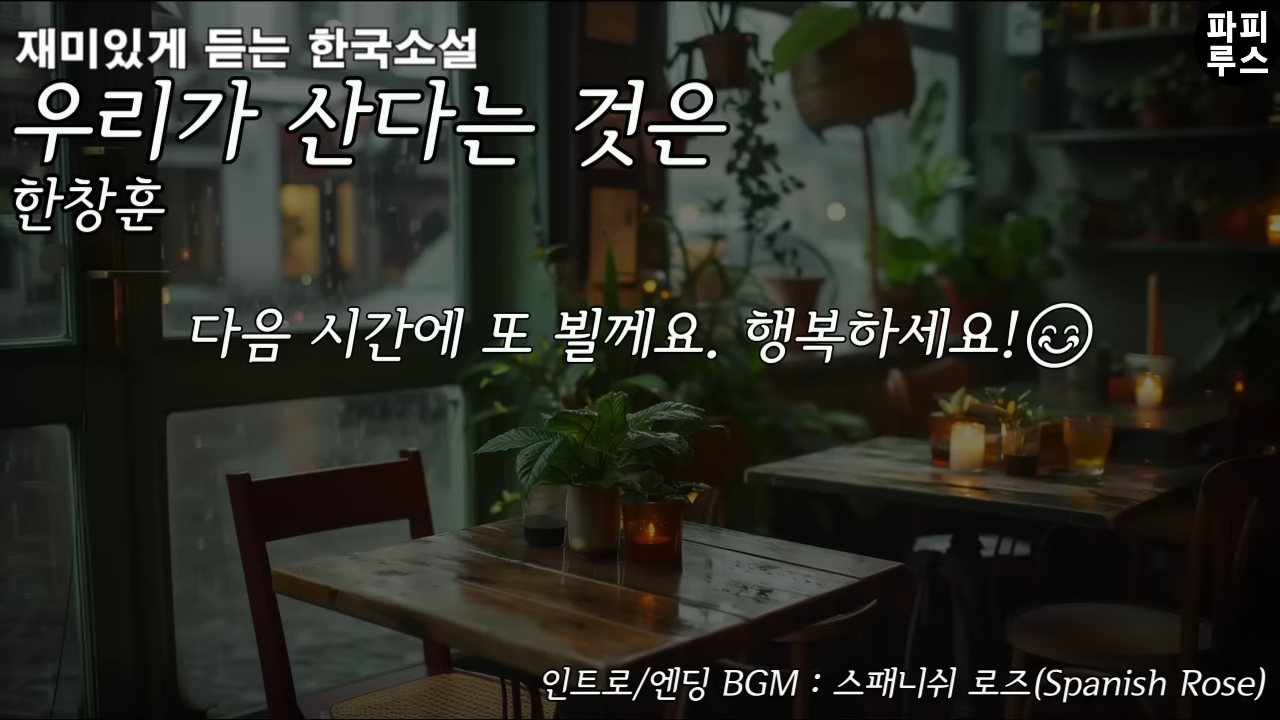 재미있게 듣는 한국소설
파피
루스
우리가 산다는 것은
한창훈
다음 시간에 또 뵐께요. 행복하세요!😊
인트로/엔딩 BGM : 스패니쉬 로즈(Spanish Rose)